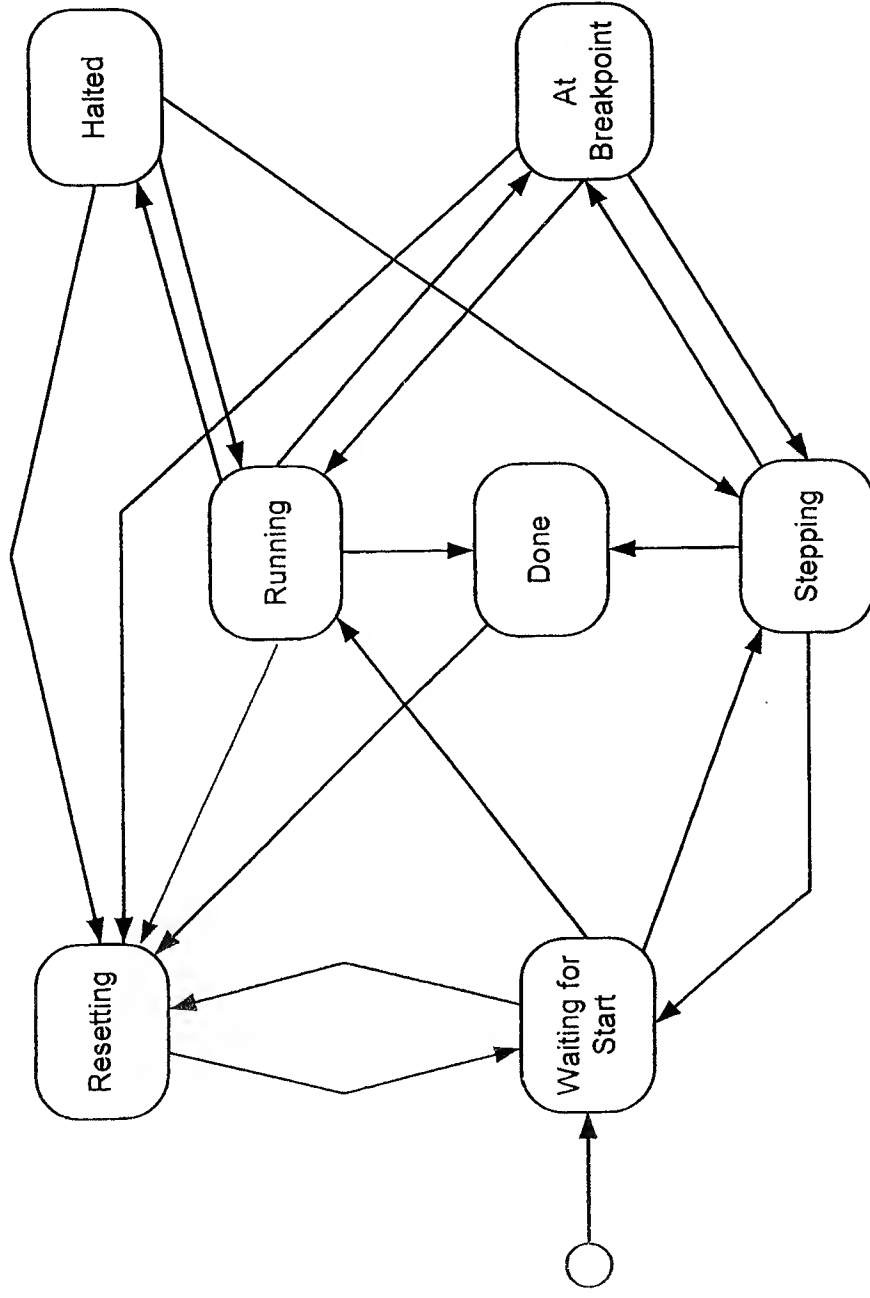 Resetting
Halted
Running
Done
Waiting for
Start
At
Breakpoint
Stepping